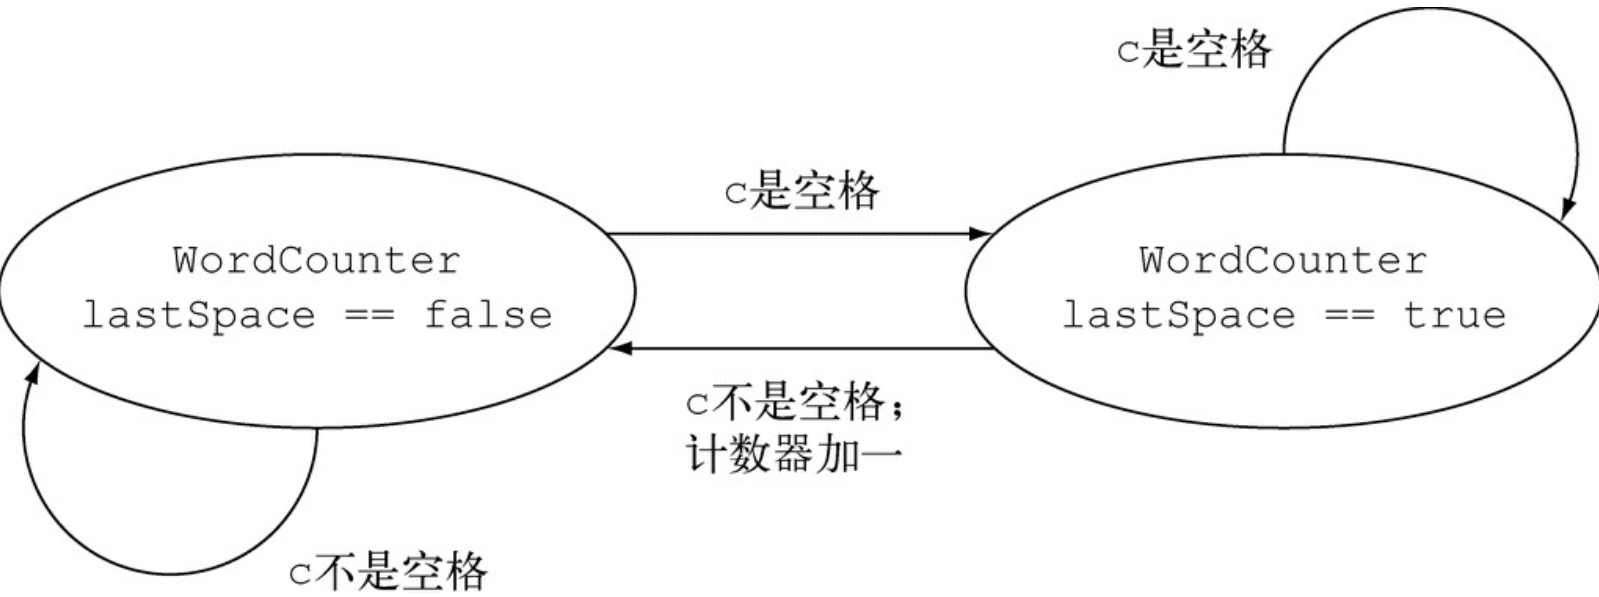 c是空格
c是空格
WordCounter
lastSpace == false
WordCounter
lastSpace == true
c不是空格；
计数器加一
c不是空格